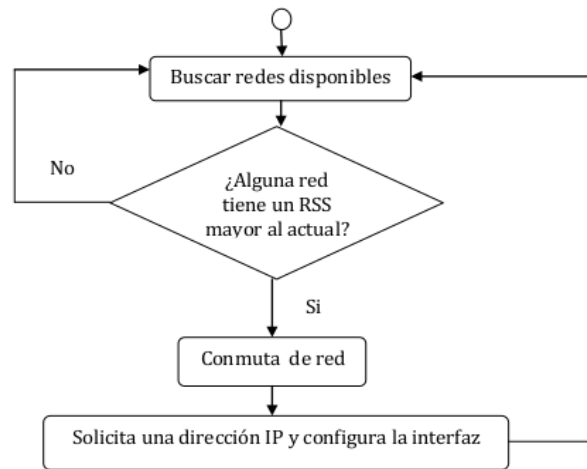 Buscar redes disponibles
No
¿Alguna red
tiene un RSS
mayor al actual?
Si
Conmuta de red
Solicita una dirección IP y configura la interfaz